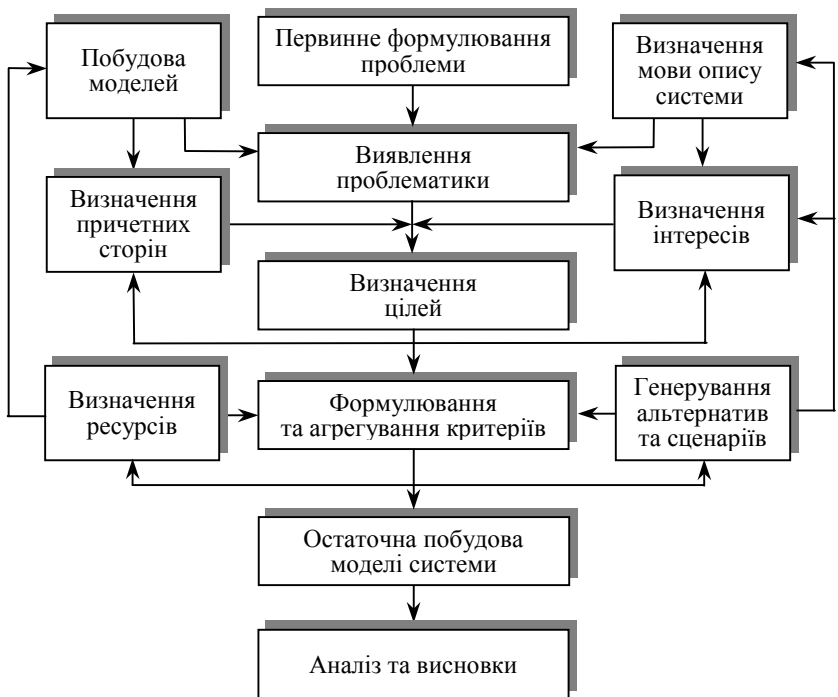 Побудова
моделей
Первинне формулювання
проблеми
Визначення
мови опису
системи
Виявлення
проблематики
Визначення
причетних
сторін
Визначення
інтересів
Визначення
цілей
Визначення
ресурсів
Формулювання
та агрегування критеріїв
Генерування
альтернатив
та сценаріїв
Остаточна побудова
моделі системи
Аналіз та висновки